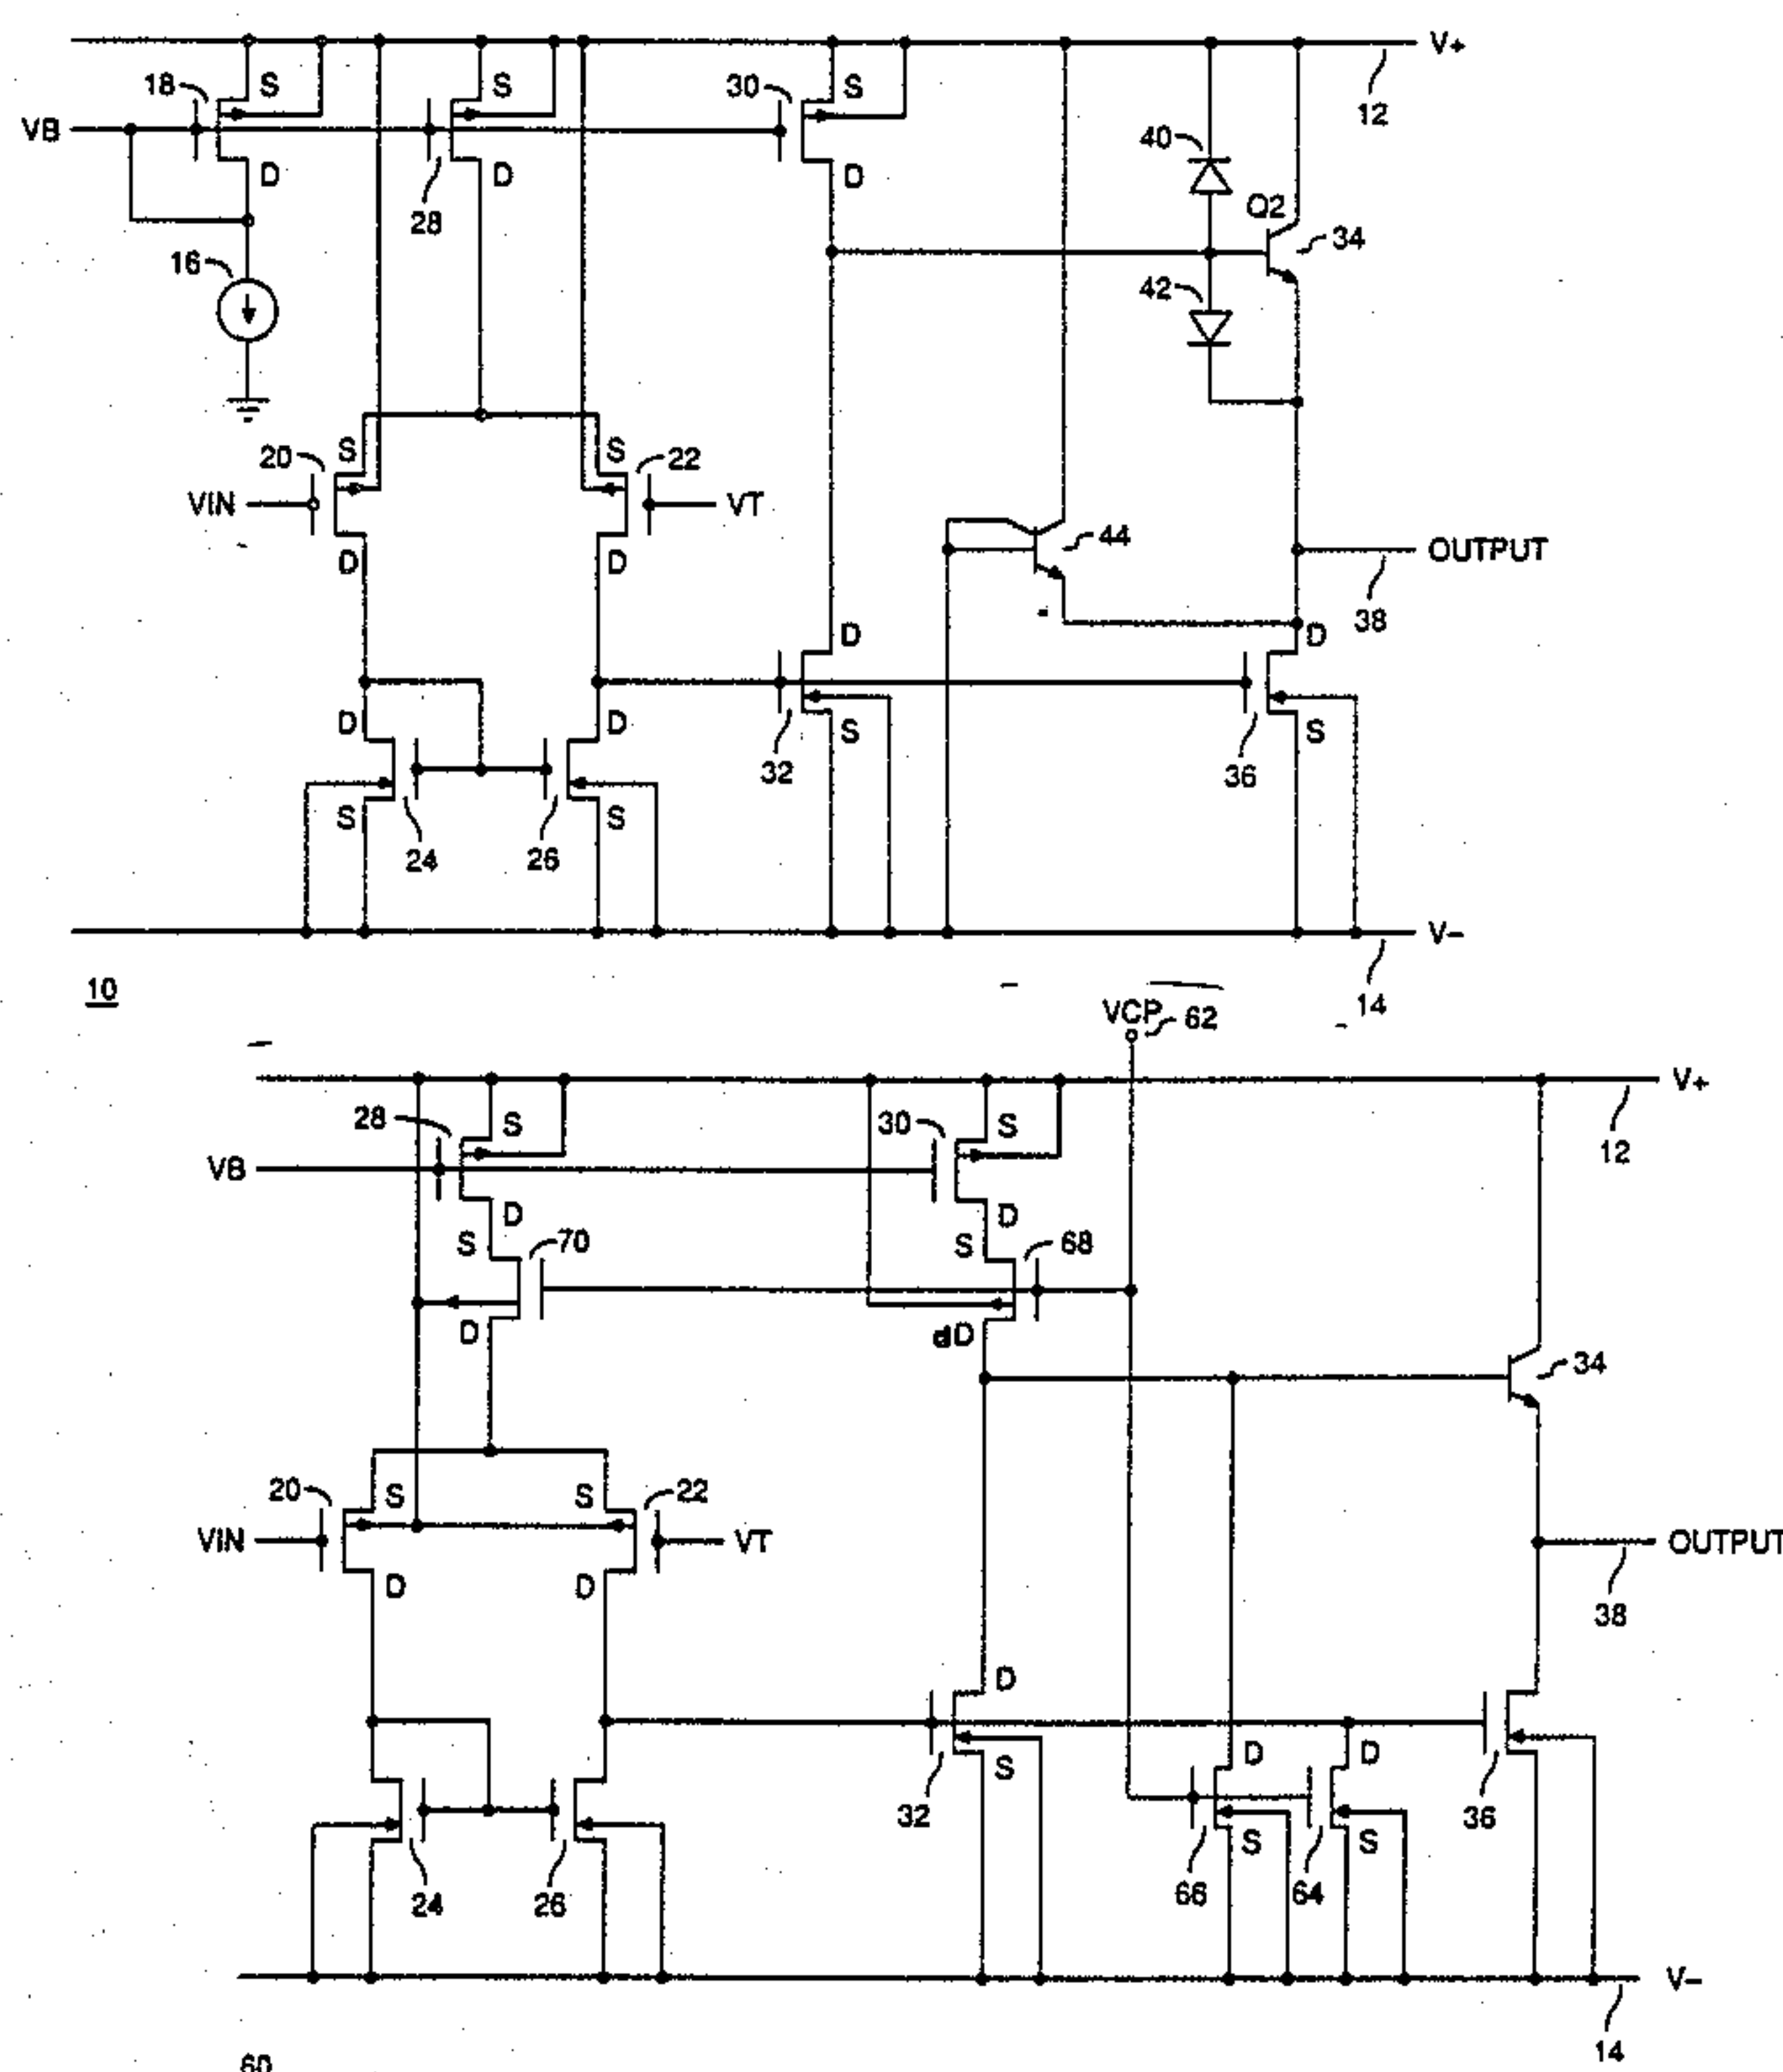 V+
18 S S 30 S
VB 12
40
D D D
28 Q2
34
16 42
20 S S 22
VIN VT
44 OUTPUT
D D
38
D D
D D S
S S 32 36 S
24 26
V-
10 14
VCP 62
V+
28 S 30 S
VB 12
D D
S 70 S 68
D dD
34
20 S S 22
VIN VT OUTPUT
D D
38
D
D D
S
32 S S 36
24 26 66 64
V-
14
60